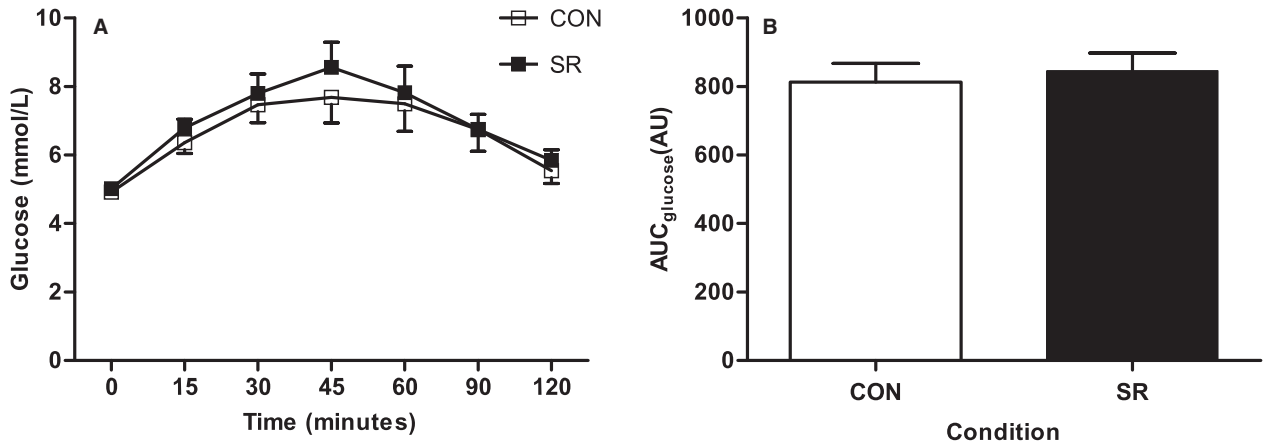 A
CON
SR
10
8
6
4
2
0
Glucose (mmol/L)
0 15 30 45 60 90 120
Time (minutes)
B
1000
800
600
400
200
0
AUCglucose(AU)
CON SR
Condition